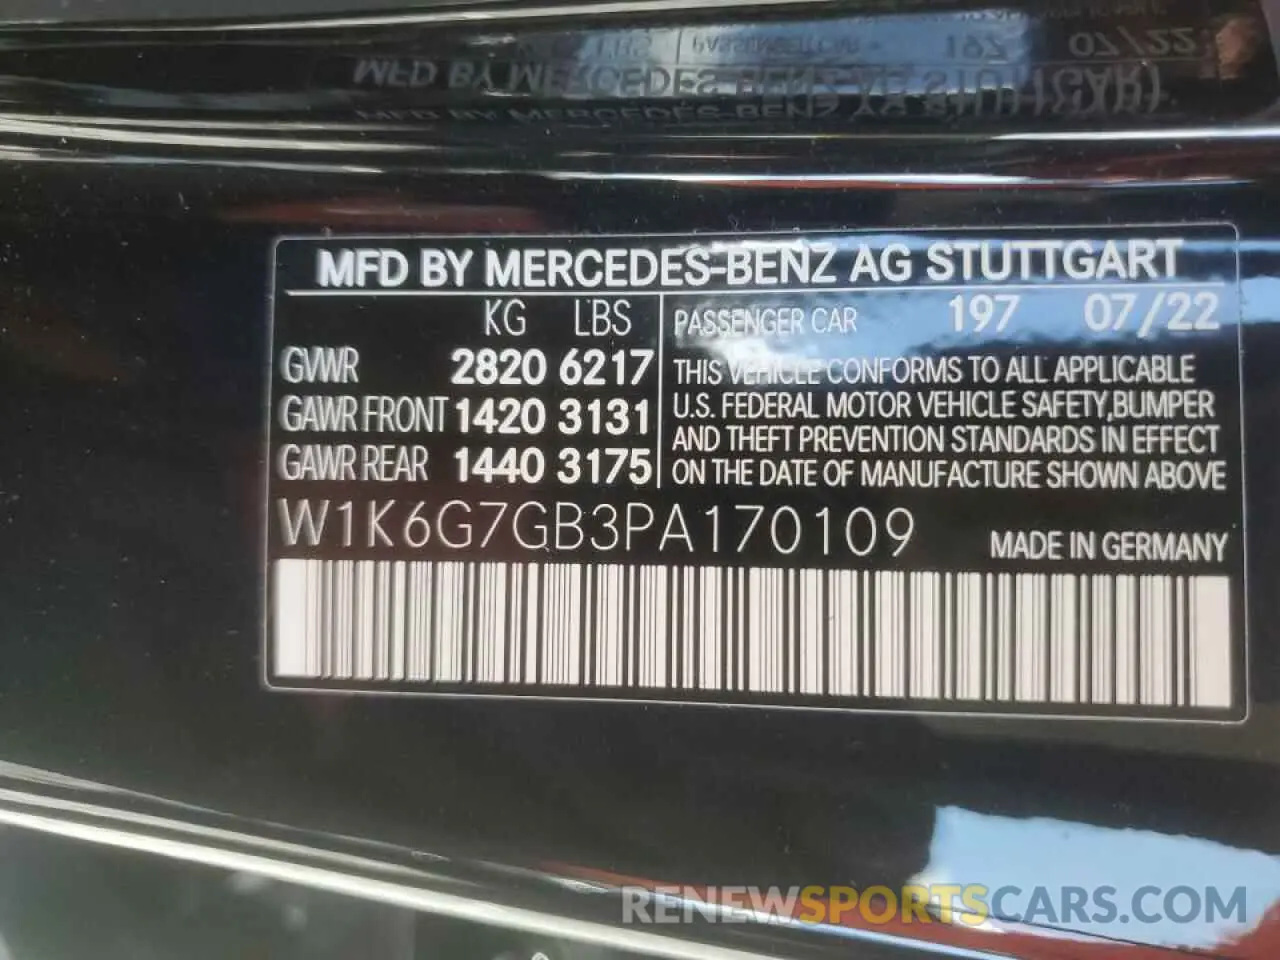 MFD BY MERCEDES-BENZ AG STUTTGART
KG LBS
GVWR 2820 6217
GAWR FRONT 1420 3131
GAWR REAR 1440 3175
PASSENGER CAR 197 07/22
THIS VEHICLE CONFORMS TO ALL APPLICABLE
U.S. FEDERAL MOTOR VEHICLE SAFETY, BUMPER
AND THEFT PREVENTION STANDARDS IN EFFECT
ON THE DATE OF MANUFACTURE SHOWN ABOVE
W1K6G7GB3PA170109
MADE IN GERMANY
RENEWSPORTSCARS.COM